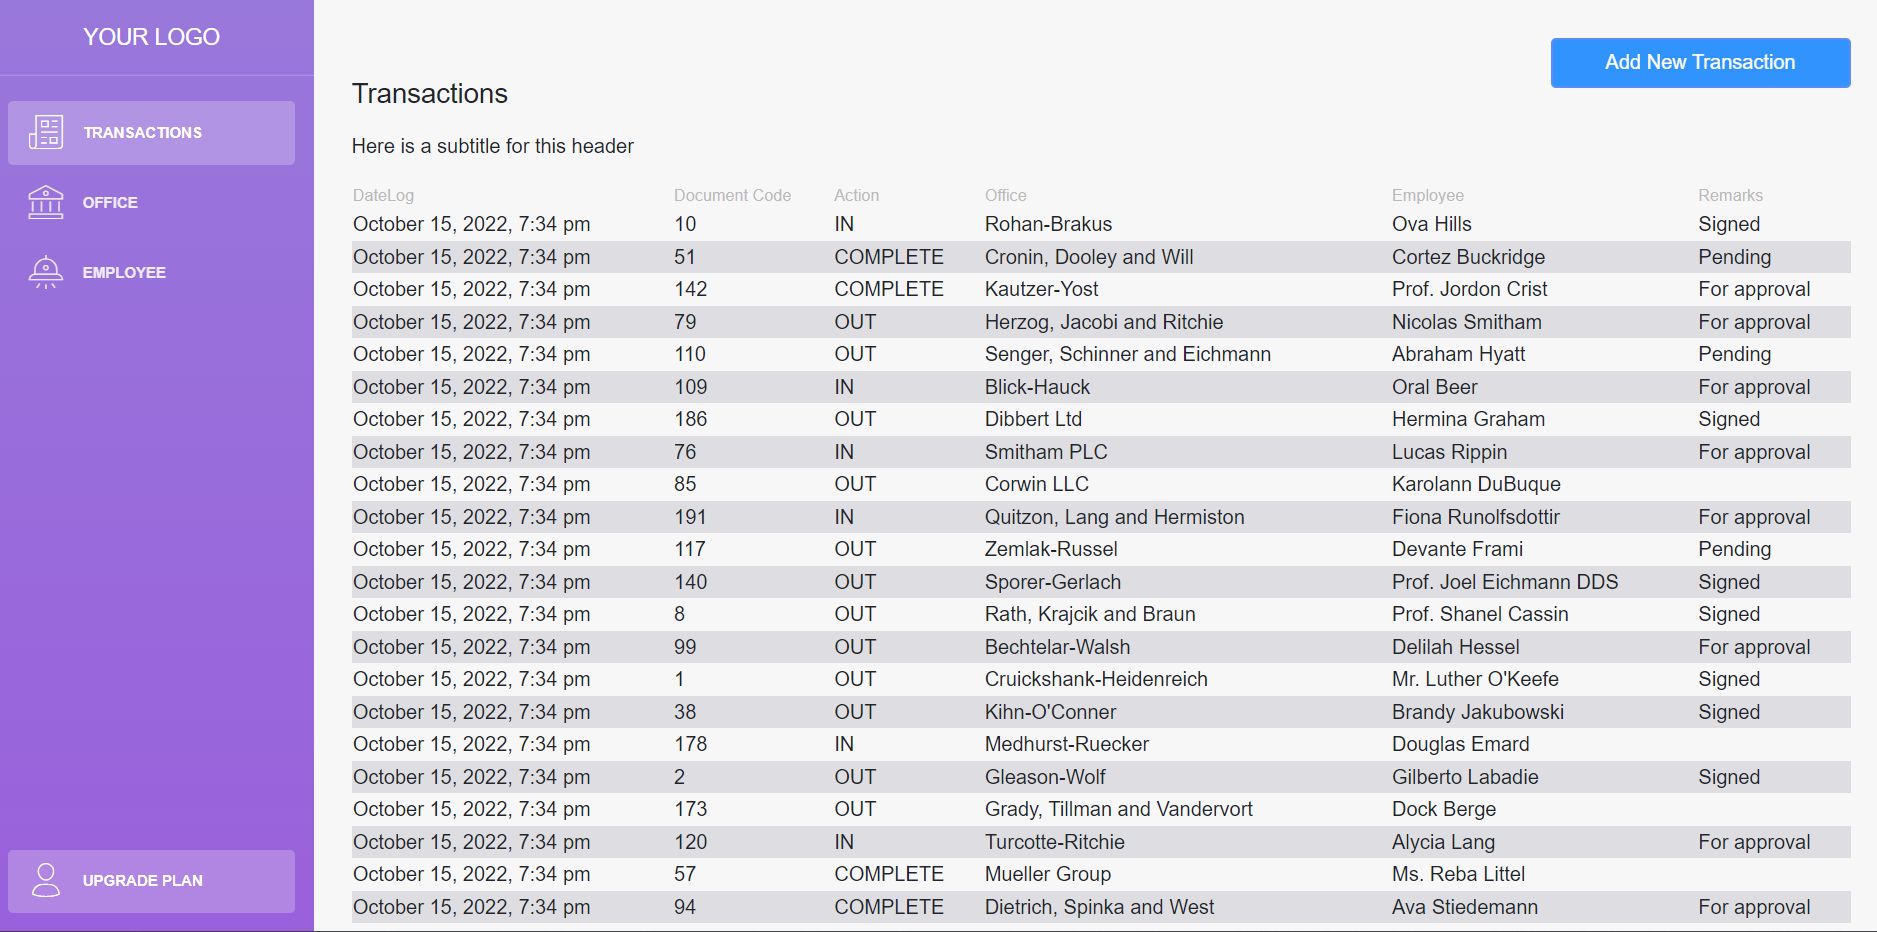 YOUR LOGO
TRANSACTIONS
OFFICE
EMPLOYEE
UPGRADE PLAN
Add New Transaction
Transactions
Here is a subtitle for this header
DateLog Document Code Action Office Employee Remarks
October 15, 2022, 7:34 pm 10 IN Rohan-Brakus Ova Hills Signed
October 15, 2022, 7:34 pm 51 COMPLETE Cronin, Dooley and Will Cortez Buckridge Pending
October 15, 2022, 7:34 pm 142 COMPLETE Kautzer-Yost Prof. Jordon Crist For approval
October 15, 2022, 7:34 pm 79 OUT Herzog, Jacobi and Ritchie Nicolas Smitham For approval
October 15, 2022, 7:34 pm 110 OUT Senger, Schinner and Eichmann Abraham Hyatt Pending
October 15, 2022, 7:34 pm 109 IN Blick-Hauck Oral Beer For approval
October 15, 2022, 7:34 pm 186 OUT Dibbert Ltd Hermina Graham Signed
October 15, 2022, 7:34 pm 76 IN Smitham PLC Lucas Rippin For approval
October 15, 2022, 7:34 pm 85 OUT Corwin LLC Karolann DuBuque
October 15, 2022, 7:34 pm 191 IN Quitzon, Lang and Hermiston Fiona Runolfsdottir For approval
October 15, 2022, 7:34 pm 117 OUT Zemlak-Russel Devante Frami Pending
October 15, 2022, 7:34 pm 140 OUT Sporer-Gerlach Prof. Joel Eichmann DDS Signed
October 15, 2022, 7:34 pm 8 OUT Rath, Krajcik and Braun Prof. Shanel Cassin Signed
October 15, 2022, 7:34 pm 99 OUT Bechtelar-Walsh Delilah Hessel For approval
October 15, 2022, 7:34 pm 1 OUT Cruickshank-Heidenreich Mr. Luther O'Keefe Signed
October 15, 2022, 7:34 pm 38 OUT Kihn-O'Conner Brandy Jakubowski Signed
October 15, 2022, 7:34 pm 178 IN Medhurst-Ruecker Douglas Emard
October 15, 2022, 7:34 pm 2 OUT Gleason-Wolf Gilberto Labadie Signed
October 15, 2022, 7:34 pm 173 OUT Grady, Tillman and Vandervort Dock Berge
October 15, 2022, 7:34 pm 120 IN Turcotte-Ritchie Alycia Lang For approval
October 15, 2022, 7:34 pm 57 COMPLETE Mueller Group Ms. Reba Littel
October 15, 2022, 7:34 pm 94 COMPLETE Dietrich, Spinka and West Ava Stiedemann For approval